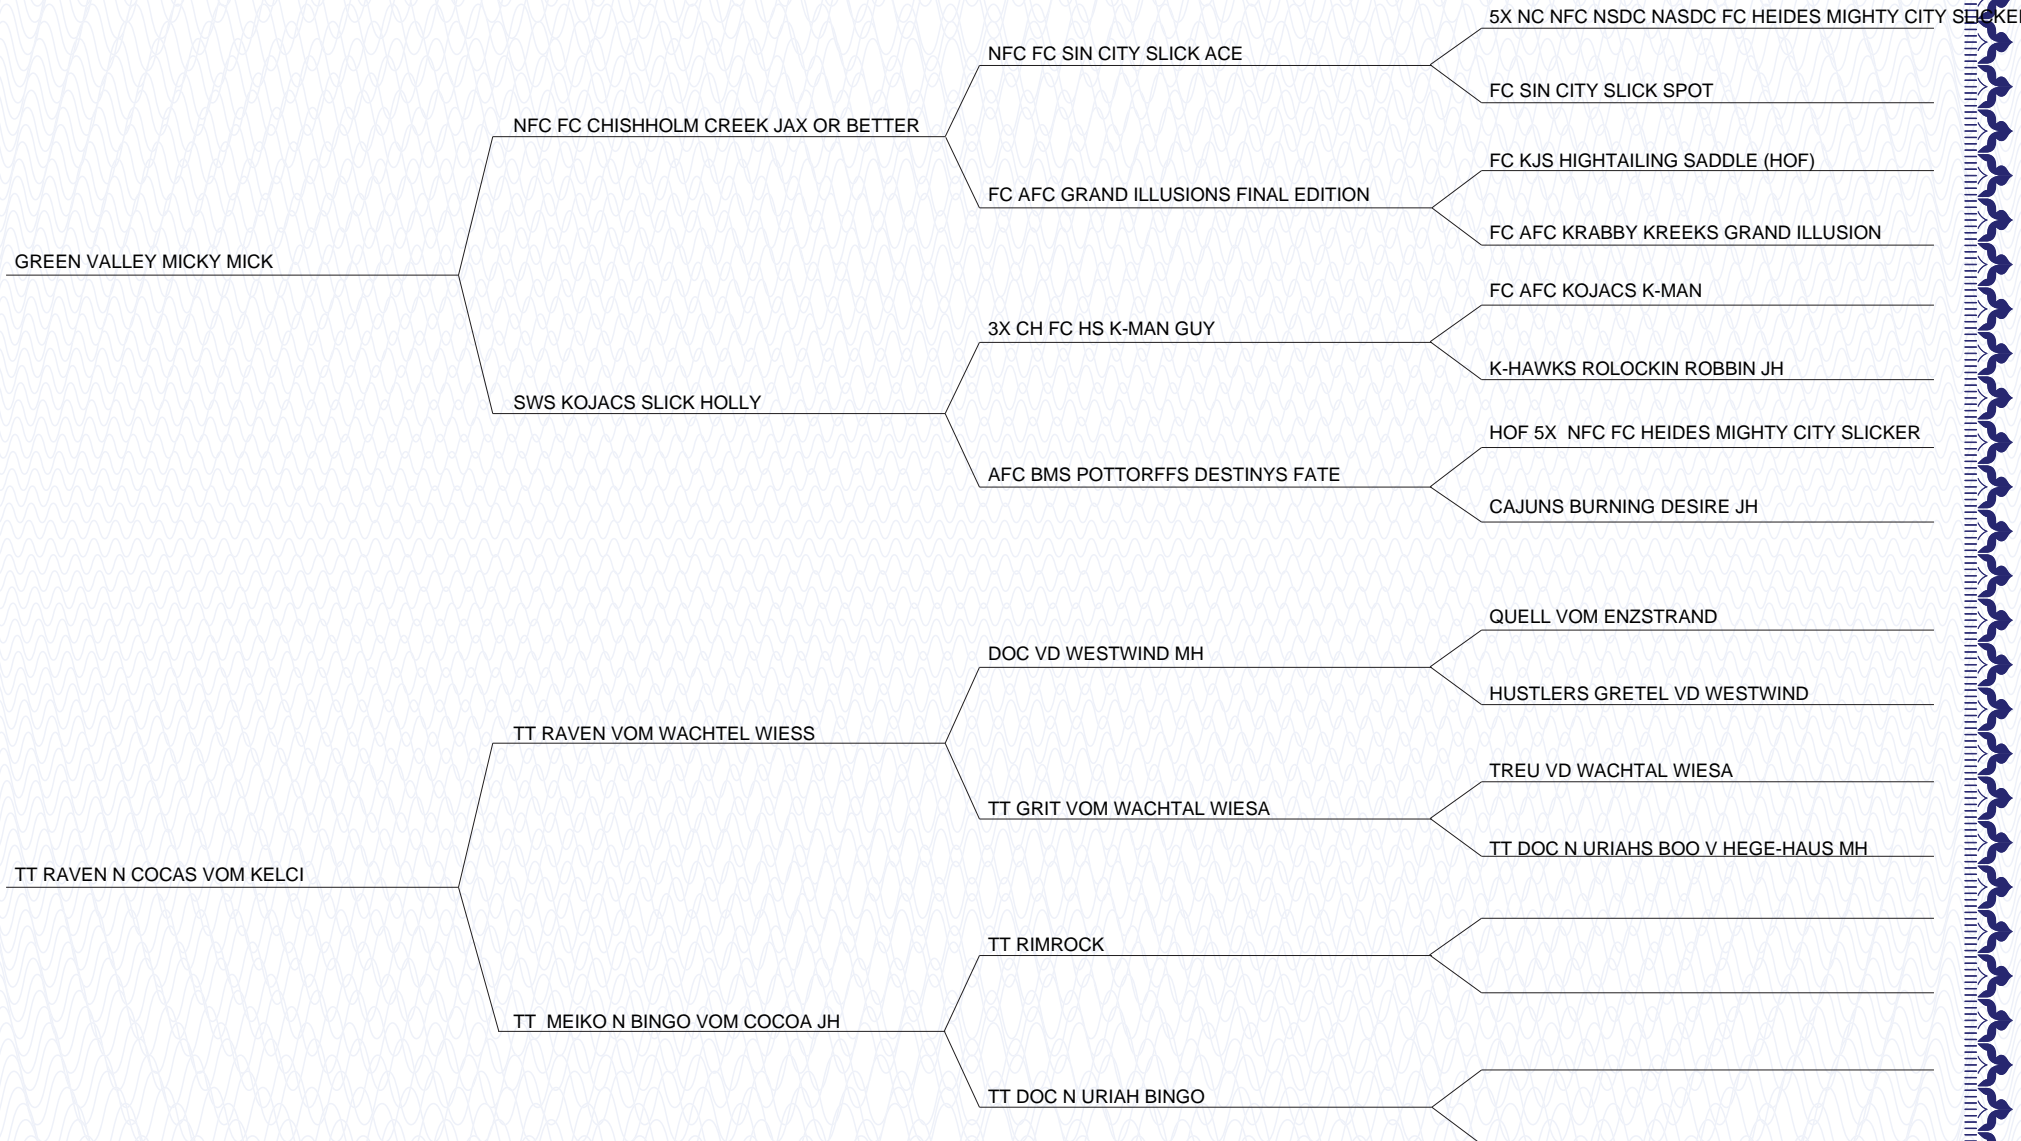 5X NC NFC NSDC NASDC FC HEIDES MIGHTY CITY SLICKER
NFC FC SIN CITY SLICK ACE
FC SIN CITY SLICK SPOT
NFC FC CHISHHOLM CREEK JAX OR BETTER
FC KJS HIGHTAILING SADDLE (HOF)
FC AFC GRAND ILLUSIONS FINAL EDITION
FC AFC KRABBY KREEKS GRAND ILLUSION
GREEN VALLEY MICKY MICK
FC AFC KOJACS K-MAN
3X CH FC HS K-MAN GUY
K-HAWKS ROLOCKIN ROBBIN JH
SWS KOJACS SLICK HOLLY
HOF 5X  NFC FC HEIDES MIGHTY CITY SLICKER
AFC BMS POTTORFFS DESTINYS FATE
CAJUNS BURNING DESIRE JH
QUELL VOM ENZSTRAND
DOC VD WESTWIND MH
HUSTLERS GRETEL VD WESTWIND
TT RAVEN VOM WACHTEL WIESS
TREU VD WACHTAL WIESA
TT GRIT VOM WACHTAL WIESA
TT DOC N URIAHS BOO V HEGE-HAUS MH
TT RAVEN N COCAS VOM KELCI
TT RIMROCK
TT  MEIKO N BINGO VOM COCOA JH
TT DOC N URIAH BINGO